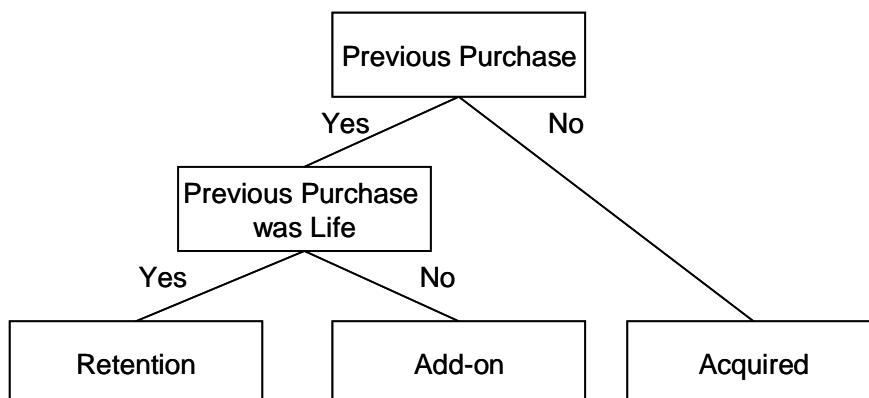 Previous Purchase
Yes
No
Previous Purchase
was Life
Yes
No
Retention
Add-on
Acquired